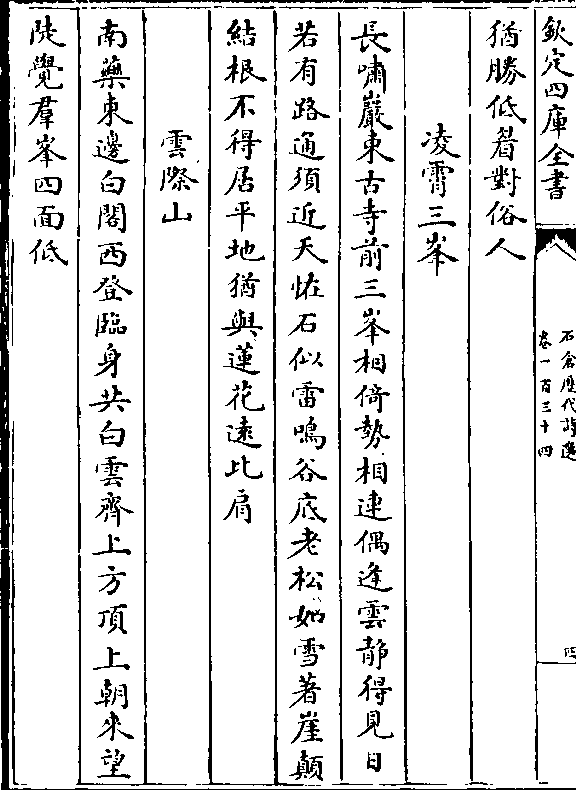 欽定四庫全書
石倉歷代詩選
卷一百三十四
四
猶勝低着對俗人
凌霄三峯
長嘯巖東古寺前三峯相倚勢相連偶逢雲静得見日
若有路通須近天恠石似雷鳴谷底老松如雪著崖顛
結根不得居平地猶與蓮花逺比肩
雲際山
南藥東邊白閣西登臨身共白雲齊上方頂上朝來望
陡覺羣峯四面低